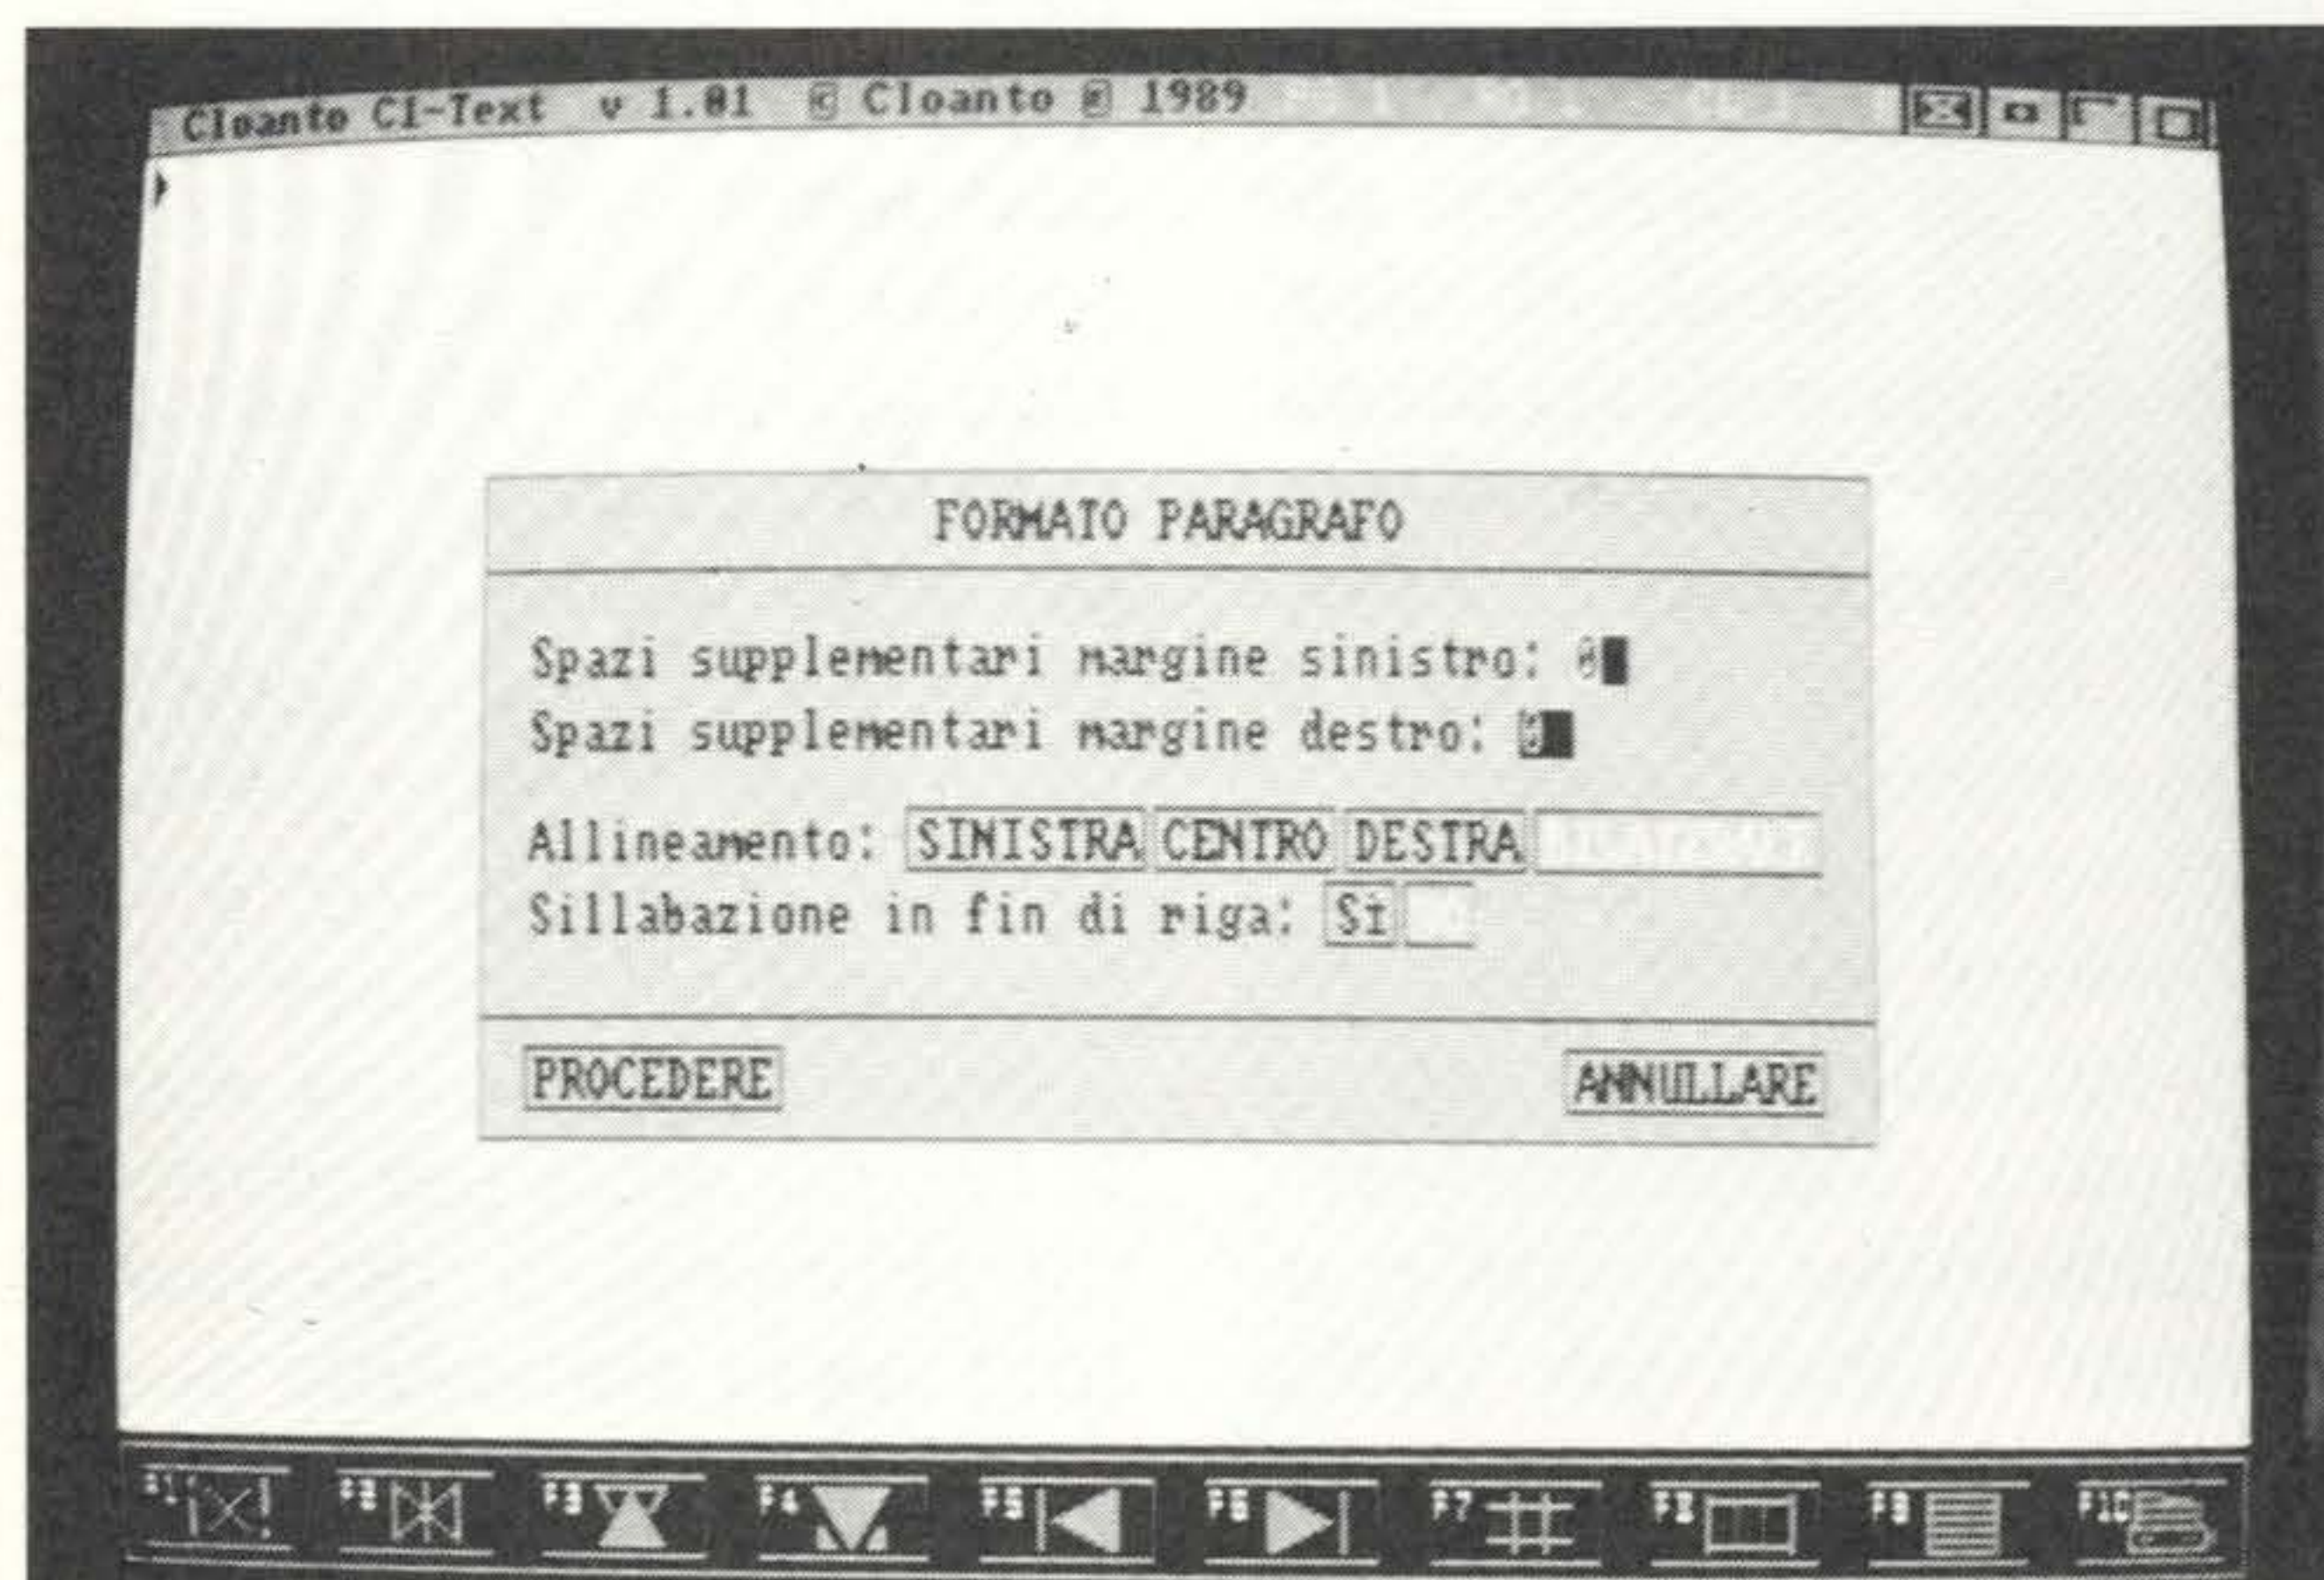 Cloanto C1-Text v 1.01 © Cloanto ® 1989
FORMATO PARAGRAFO
Spazi supplementari margine sinistro: 0
Spazi supplementari margine destro: 0
Allineamento: SINISTRA CENTRO DESTRA
Sillabazione in fin di riga: Sì
PROCEDERE ANNULLARE
F1 F2 F3 F4 F5 F6 F7 F8 F9 F10